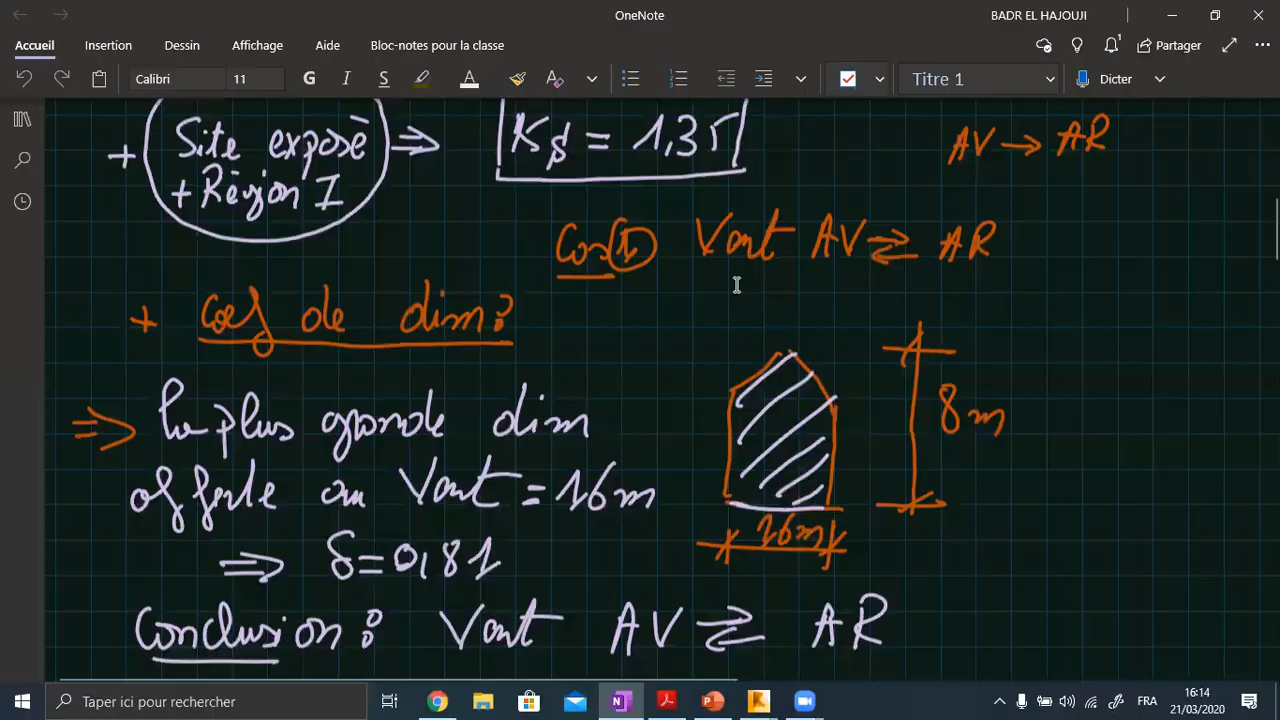 OneNote
BADR EL HAJOUJI
Accueil Insertion Dessin Affichage Aide Bloc-notes pour la classe
Partager
Calibri 11 G I S A Titre 1 Dicter
+ Site exposé ⇒ Ks = 1,35
+ Région I
AV → AR
Cas 1 Vent AV ⇄ AR
+ Coef de dim?
⇒ La plus grande dim
offerte au Vent = 16m
⇒ δ = 0,81
8m
16m
Conclusion : Vent AV ⇄ AR
Taper ici pour rechercher
FRA
16:14
21/03/2020